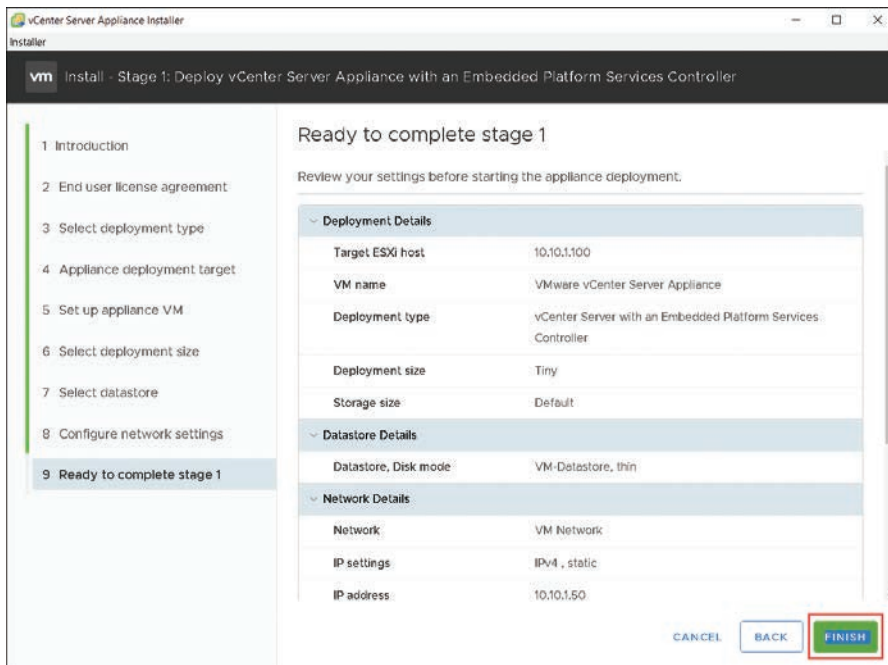 vCenter Server Appliance Installer
Installer
vm Install - Stage 1: Deploy vCenter Server Appliance with an Embedded Platform Services Controller
1 Introduction
2 End user license agreement
3 Select deployment type
4 Appliance deployment target
5 Set up appliance VM
6 Select deployment size
7 Select datastore
8 Configure network settings
9 Ready to complete stage 1
Ready to complete stage 1
Review your settings before starting the appliance deployment.
Deployment Details
Target ESXi host 10.10.1.100
VM name VMware vCenter Server Appliance
Deployment type vCenter Server with an Embedded Platform Services
Controller
Deployment size Tiny
Storage size Default
Datastore Details
Datastore, Disk mode VM-Datastore, thin
Network Details
Network VM Network
IP settings IPv4 , static
IP address 10.10.1.50
CANCEL BACK FINISH